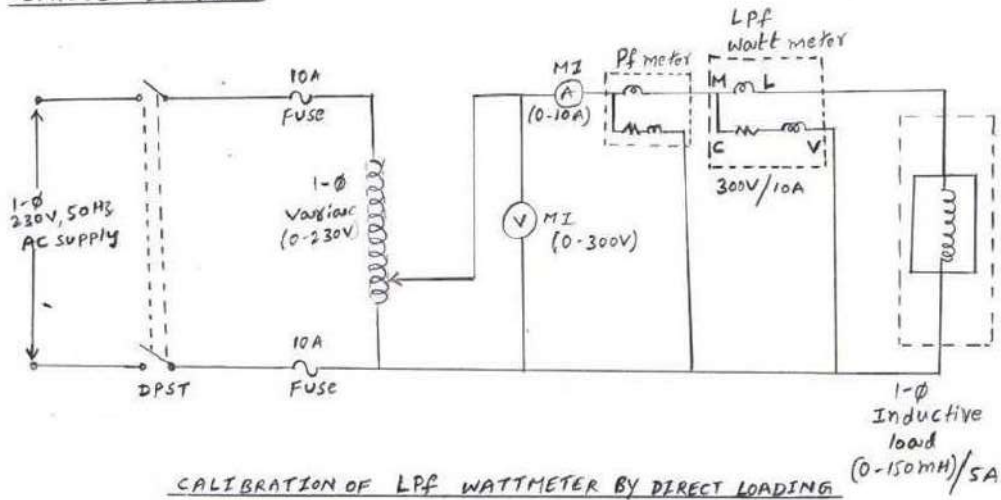 1-Φ
230V, 50Hz
AC SUPPLY
DPST
10A
FUSE
10A
FUSE
1-Φ
Variac
(0-230V)
V
MI
(0-300V)
MI
A
(0-10A)
Pf meter
LPf
Watt meter
M
L
C
V
300V/10A
1-Φ
Inductive
load
(0-150mH)/5A
CALIBRATION OF LPf WATTMETER BY DIRECT LOADING